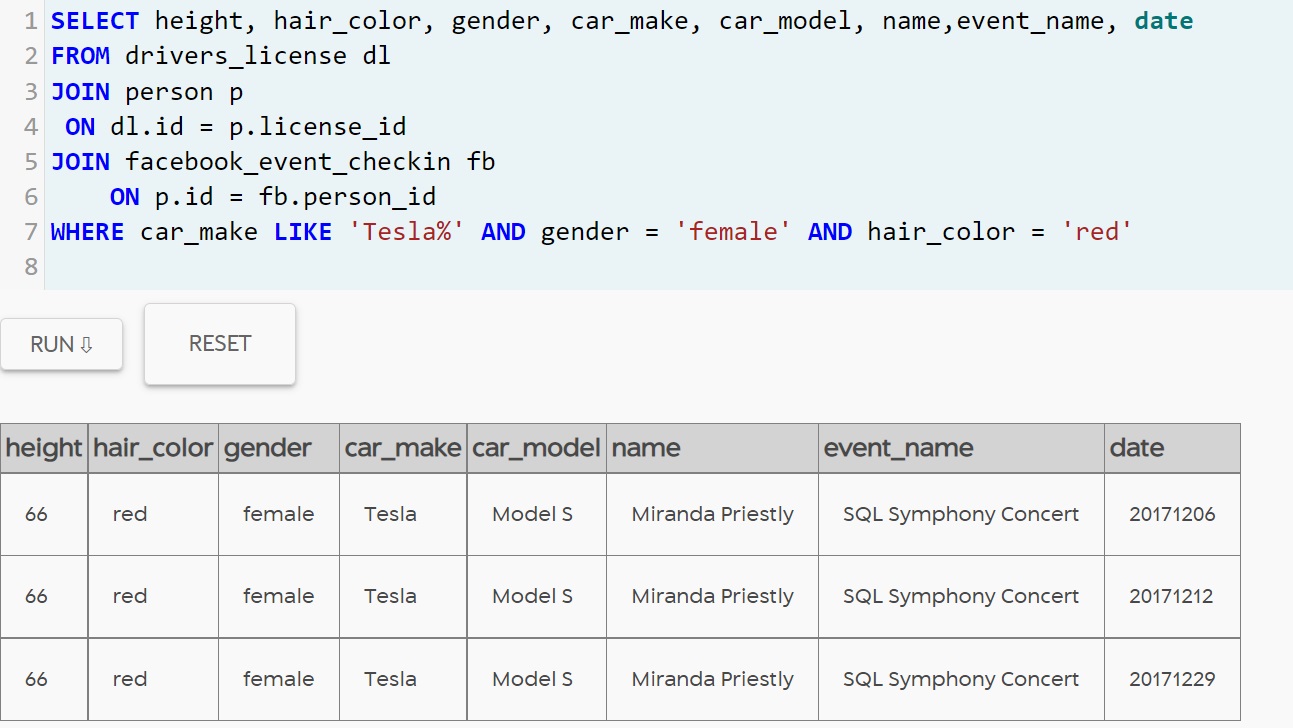 1 SELECT height, hair_color, gender, car_make, car_model, name,event_name, date
2 FROM drivers_license dl
3 JOIN person p
4  ON dl.id = p.license_id
5 JOIN facebook_event_checkin fb
6     ON p.id = fb.person_id
7 WHERE car_make LIKE 'Tesla%' AND gender = 'female' AND hair_color = 'red'
8
RUN ⇩ RESET
height hair_color gender car_make car_model name event_name date
66 red female Tesla Model S Miranda Priestly SQL Symphony Concert 20171206
66 red female Tesla Model S Miranda Priestly SQL Symphony Concert 20171212
66 red female Tesla Model S Miranda Priestly SQL Symphony Concert 20171229